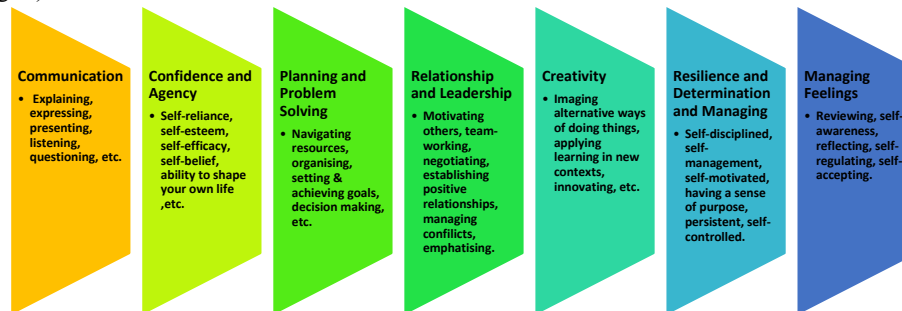 Communication
• Explaining,
expressing,
presenting,
listening,
questioning, etc.
Confidence and
Agency
• Self-reliance,
self-esteem,
self-efficacy,
self-belief,
ability to shape
your own life
,etc.
Planning and
Problem
Solving
• Navigating
resources,
organising,
setting &
achieving goals,
decision making,
etc.
Relationship
and Leadership
• Motivating
others, team-
working,
negotiating,
establishing
positive
relationships,
managing
confilicts,
emphatising.
Creativity
• Imaging
alternative ways
of doing things,
applying
learning in new
contexts,
innovating, etc.
Resilience and
Determination
and Managing
• Self-disciplined,
self-
management,
self-motivated,
having a sense
of purpose,
persistent, self-
controlled.
Managing
Feelings
• Reviewing, self-
awareness,
reflecting, self-
regulating, self-
accepting.